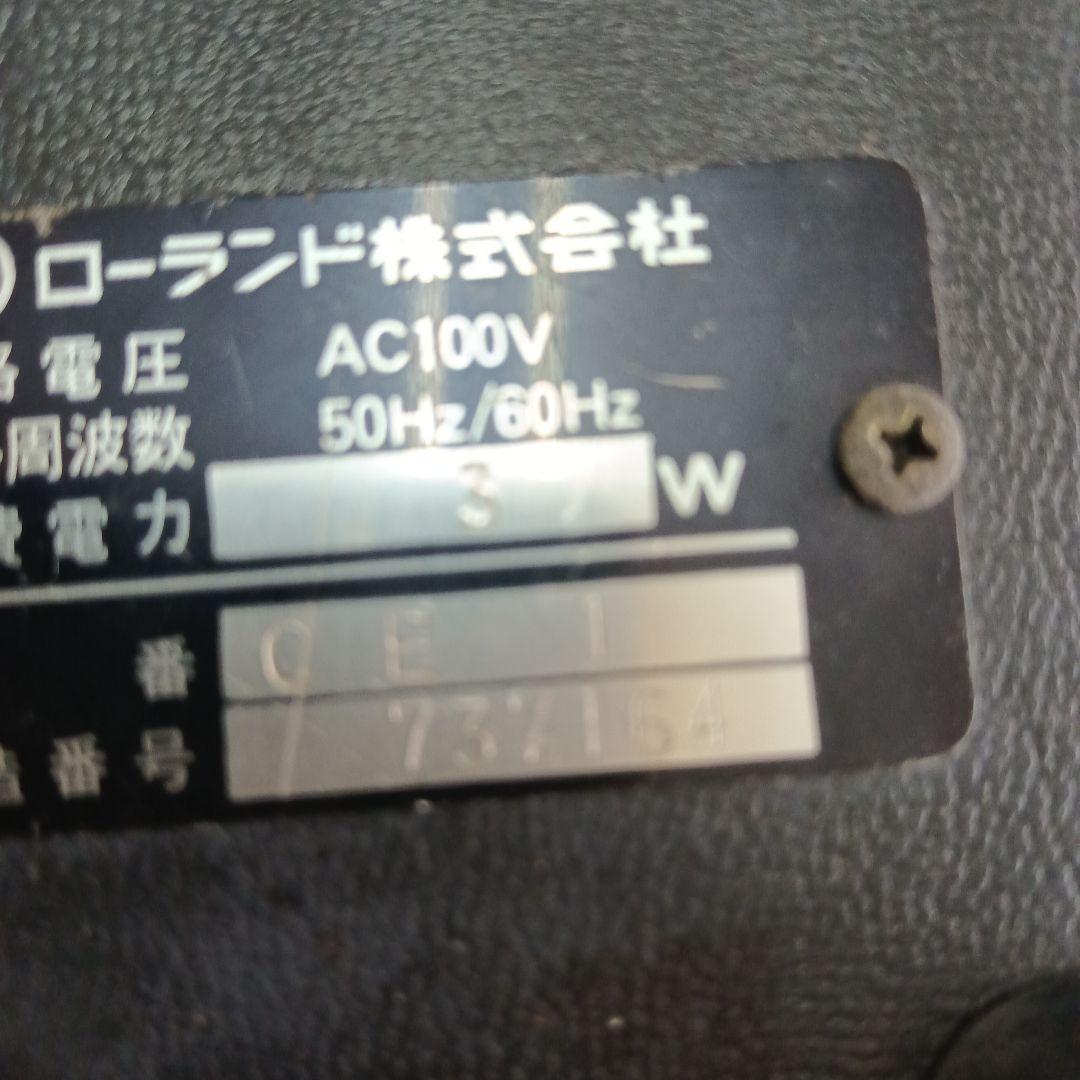 ローランド株式会社
電圧 AC100V
周波数 50Hz/60Hz
費電力 3 W
番 CE 1
番号 737164